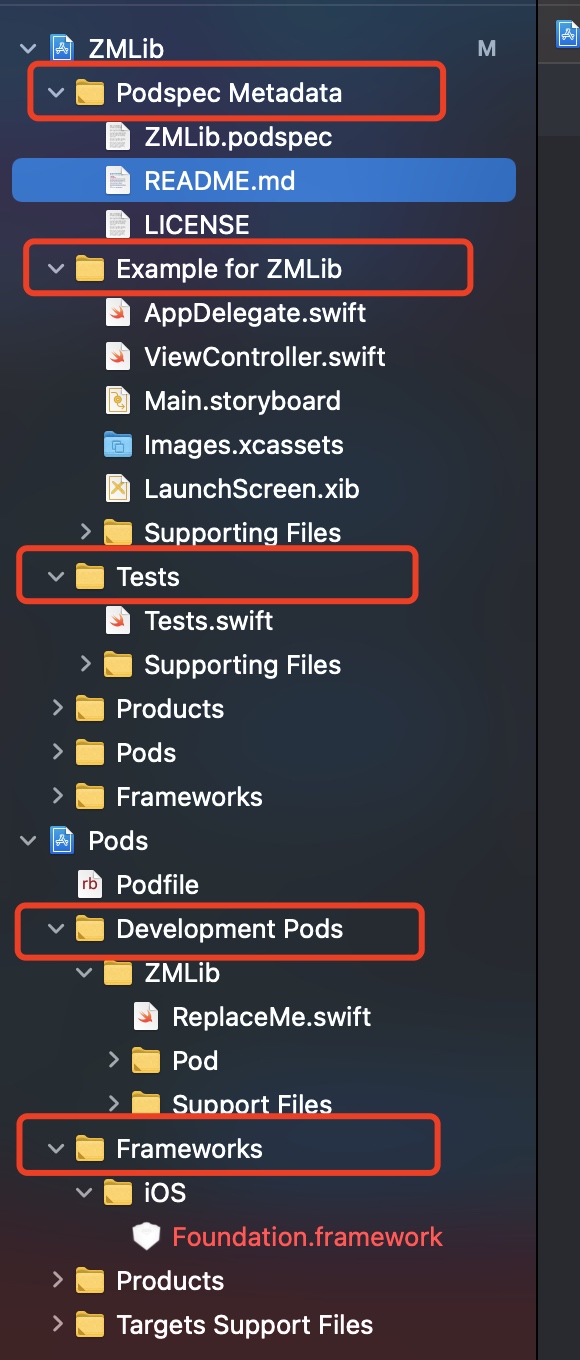 ZMLib M
Podspec Metadata
ZMLib.podspec
README.md
LICENSE
Example for ZMLib
AppDelegate.swift
ViewController.swift
Main.storyboard
Images.xcassets
LaunchScreen.xib
Supporting Files
Tests
Tests.swift
Supporting Files
Products
Pods
Frameworks
Pods
rb Podfile
Development Pods
ZMLib
ReplaceMe.swift
Pod
Support Files
Frameworks
iOS
Foundation.framework
Products
Targets Support Files